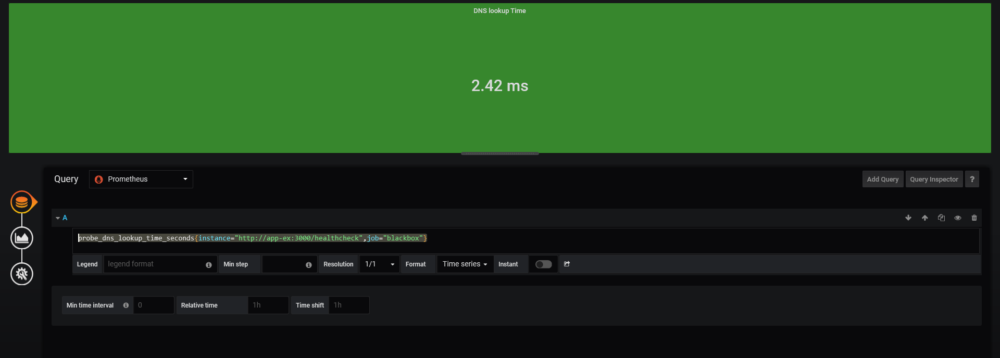 DNS lookup Time
2.42 ms
Query Prometheus Add Query Query Inspector ?
A
probe_dns_lookup_time_seconds{instance="http://app-ex:3000/healthcheck",job="blackbox"}
Legend legend format Min step Resolution 1/1 Format Time series Instant
Min time interval 0 Relative time 1h Time shift 1h